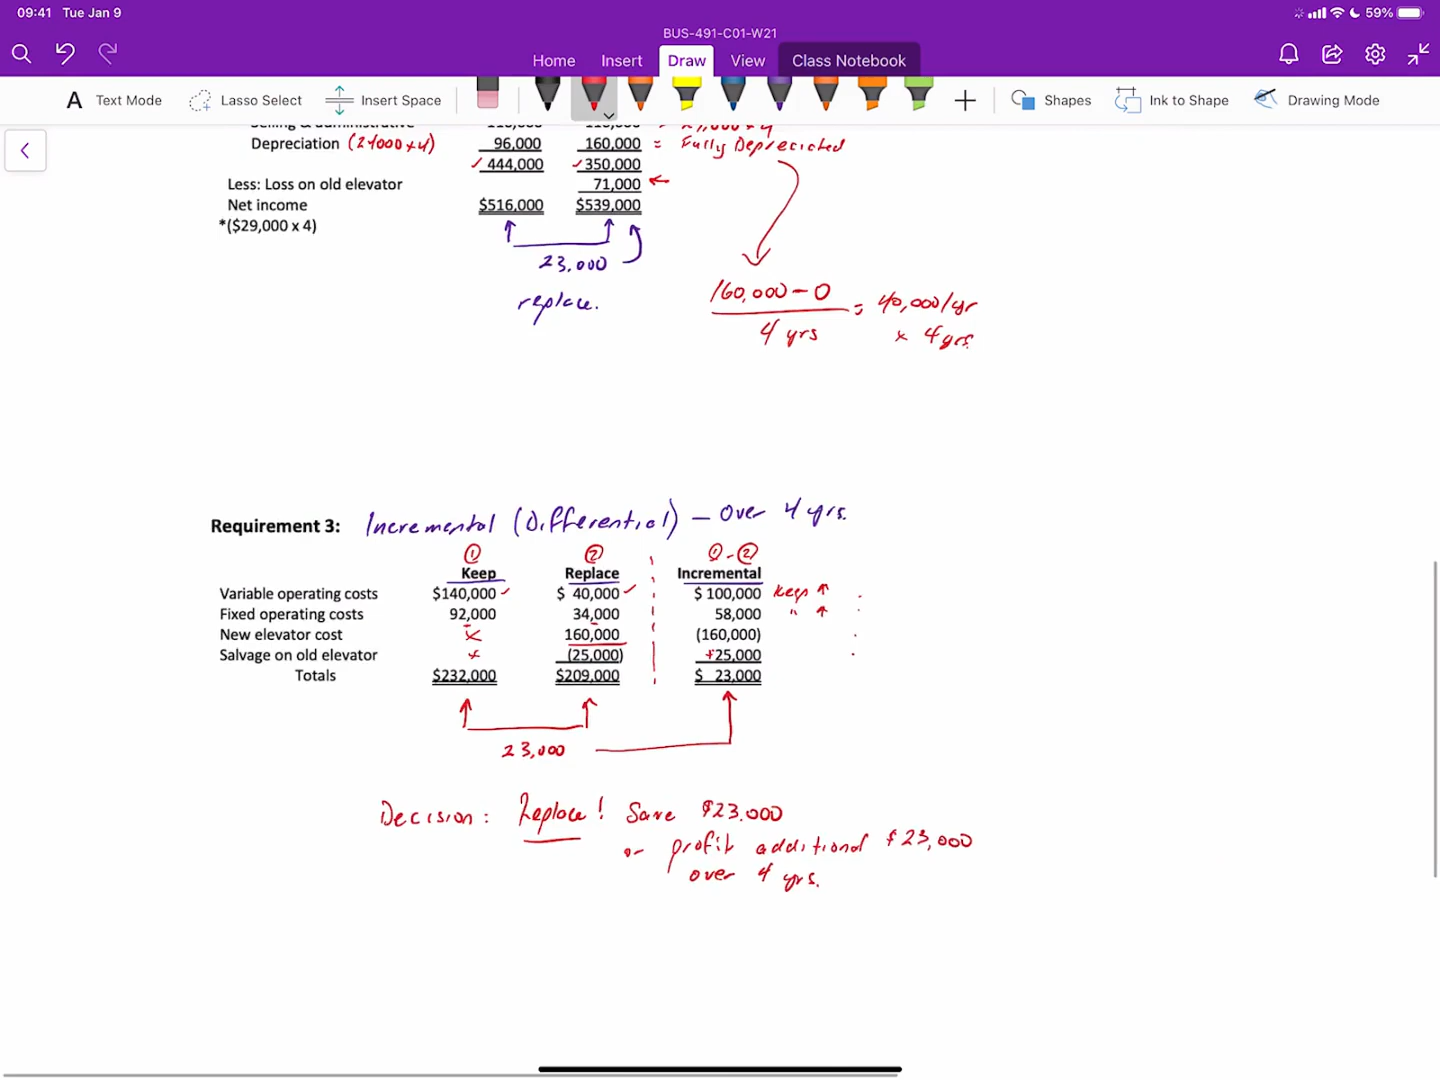 09:41 Tue Jan 9
59%
BUS-491-C01-W21
Home Insert Draw View Class Notebook
A Text Mode Lasso Select Insert Space Shapes Ink to Shape Drawing Mode
Selling & administrative
Depreciation (24000 x 4) 96,000 160,000 = Fully Depreciated
✓ 444,000 ✓ 350,000
Less: Loss on old elevator 71,000 ←
Net income $516,000 $539,000
*($29,000 x 4)
23,000
replace.
160,000 - 0 = 40,000/yr
4 yrs x 4 yrs.
Requirement 3: Incremental (Differential) - Over 4 yrs.
① ② ① - ②
Keep Replace Incremental
Variable operating costs $140,000 ✓ $ 40,000 ✓ $ 100,000 Keep ↑
Fixed operating costs 92,000 34,000 58,000 " ↑
New elevator cost x 160,000 (160,000)
Salvage on old elevator x (25,000) +25,000
Totals $232,000 $209,000 $ 23,000
23,000
Decision: Replace! Save $23.000
or profit additional $23,000
over 4 yrs.